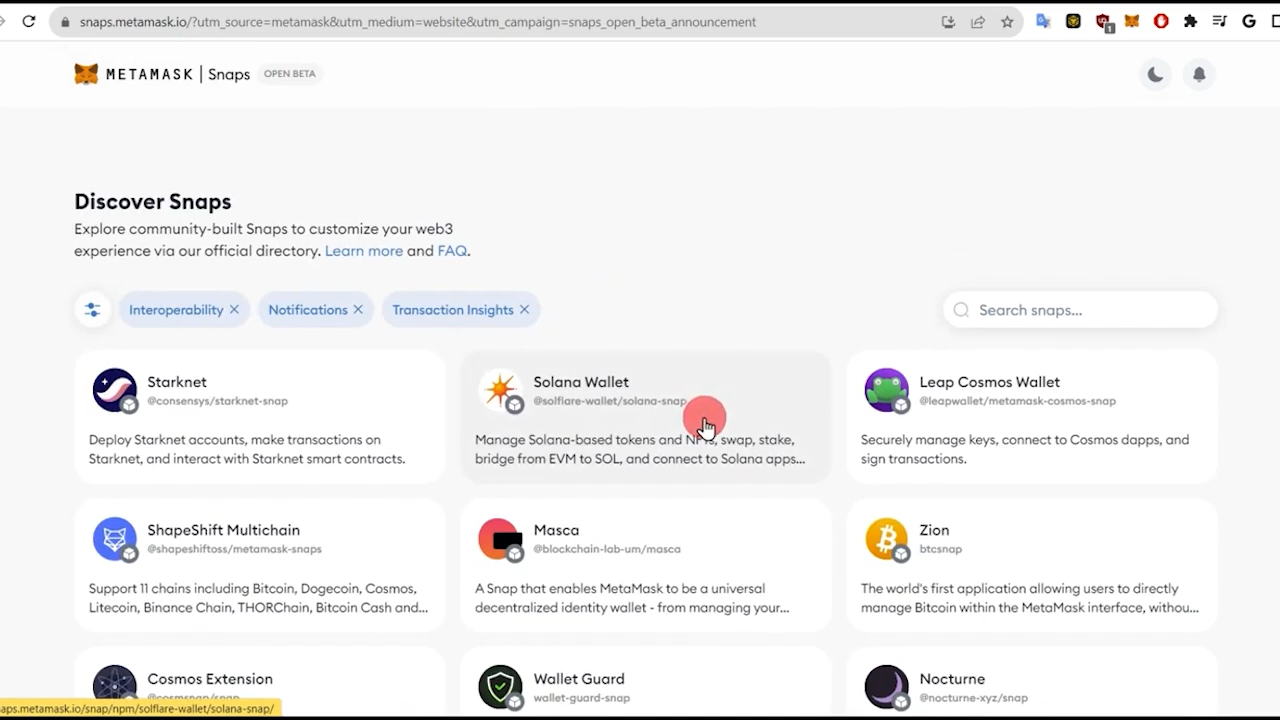 snaps.metamask.io/?utm_source=metamask&utm_medium=website&utm_campaign=snaps_open_beta_announcement
1
METAMASK | Snaps OPEN BETA
Discover Snaps
Explore community-built Snaps to customize your web3
experience via our official directory. Learn more and FAQ.
Interoperability Notifications Transaction Insights Search snaps...
Starknet
@consensys/starknet-snap
Deploy Starknet accounts, make transactions on
Starknet, and interact with Starknet smart contracts.
Solana Wallet
@solflare-wallet/solana-snap
Manage Solana-based tokens and NFTs, swap, stake,
bridge from EVM to SOL, and connect to Solana apps...
Leap Cosmos Wallet
@leapwallet/metamask-cosmos-snap
Securely manage keys, connect to Cosmos dapps, and
sign transactions.
ShapeShift Multichain
@shapeshiftoss/metamask-snaps
Support 11 chains including Bitcoin, Dogecoin, Cosmos,
Litecoin, Binance Chain, THORChain, Bitcoin Cash and...
Masca
@blockchain-lab-um/masca
A Snap that enables MetaMask to be a universal
decentralized identity wallet - from managing your...
Zion
btcsnap
The world's first application allowing users to directly
manage Bitcoin within the MetaMask interface, withou...
Cosmos Extension
@cosmsnap/snap
Wallet Guard
wallet-guard-snap
Nocturne
@nocturne-xyz/snap
aps.metamask.io/snap/npm/solflare-wallet/solana-snap/